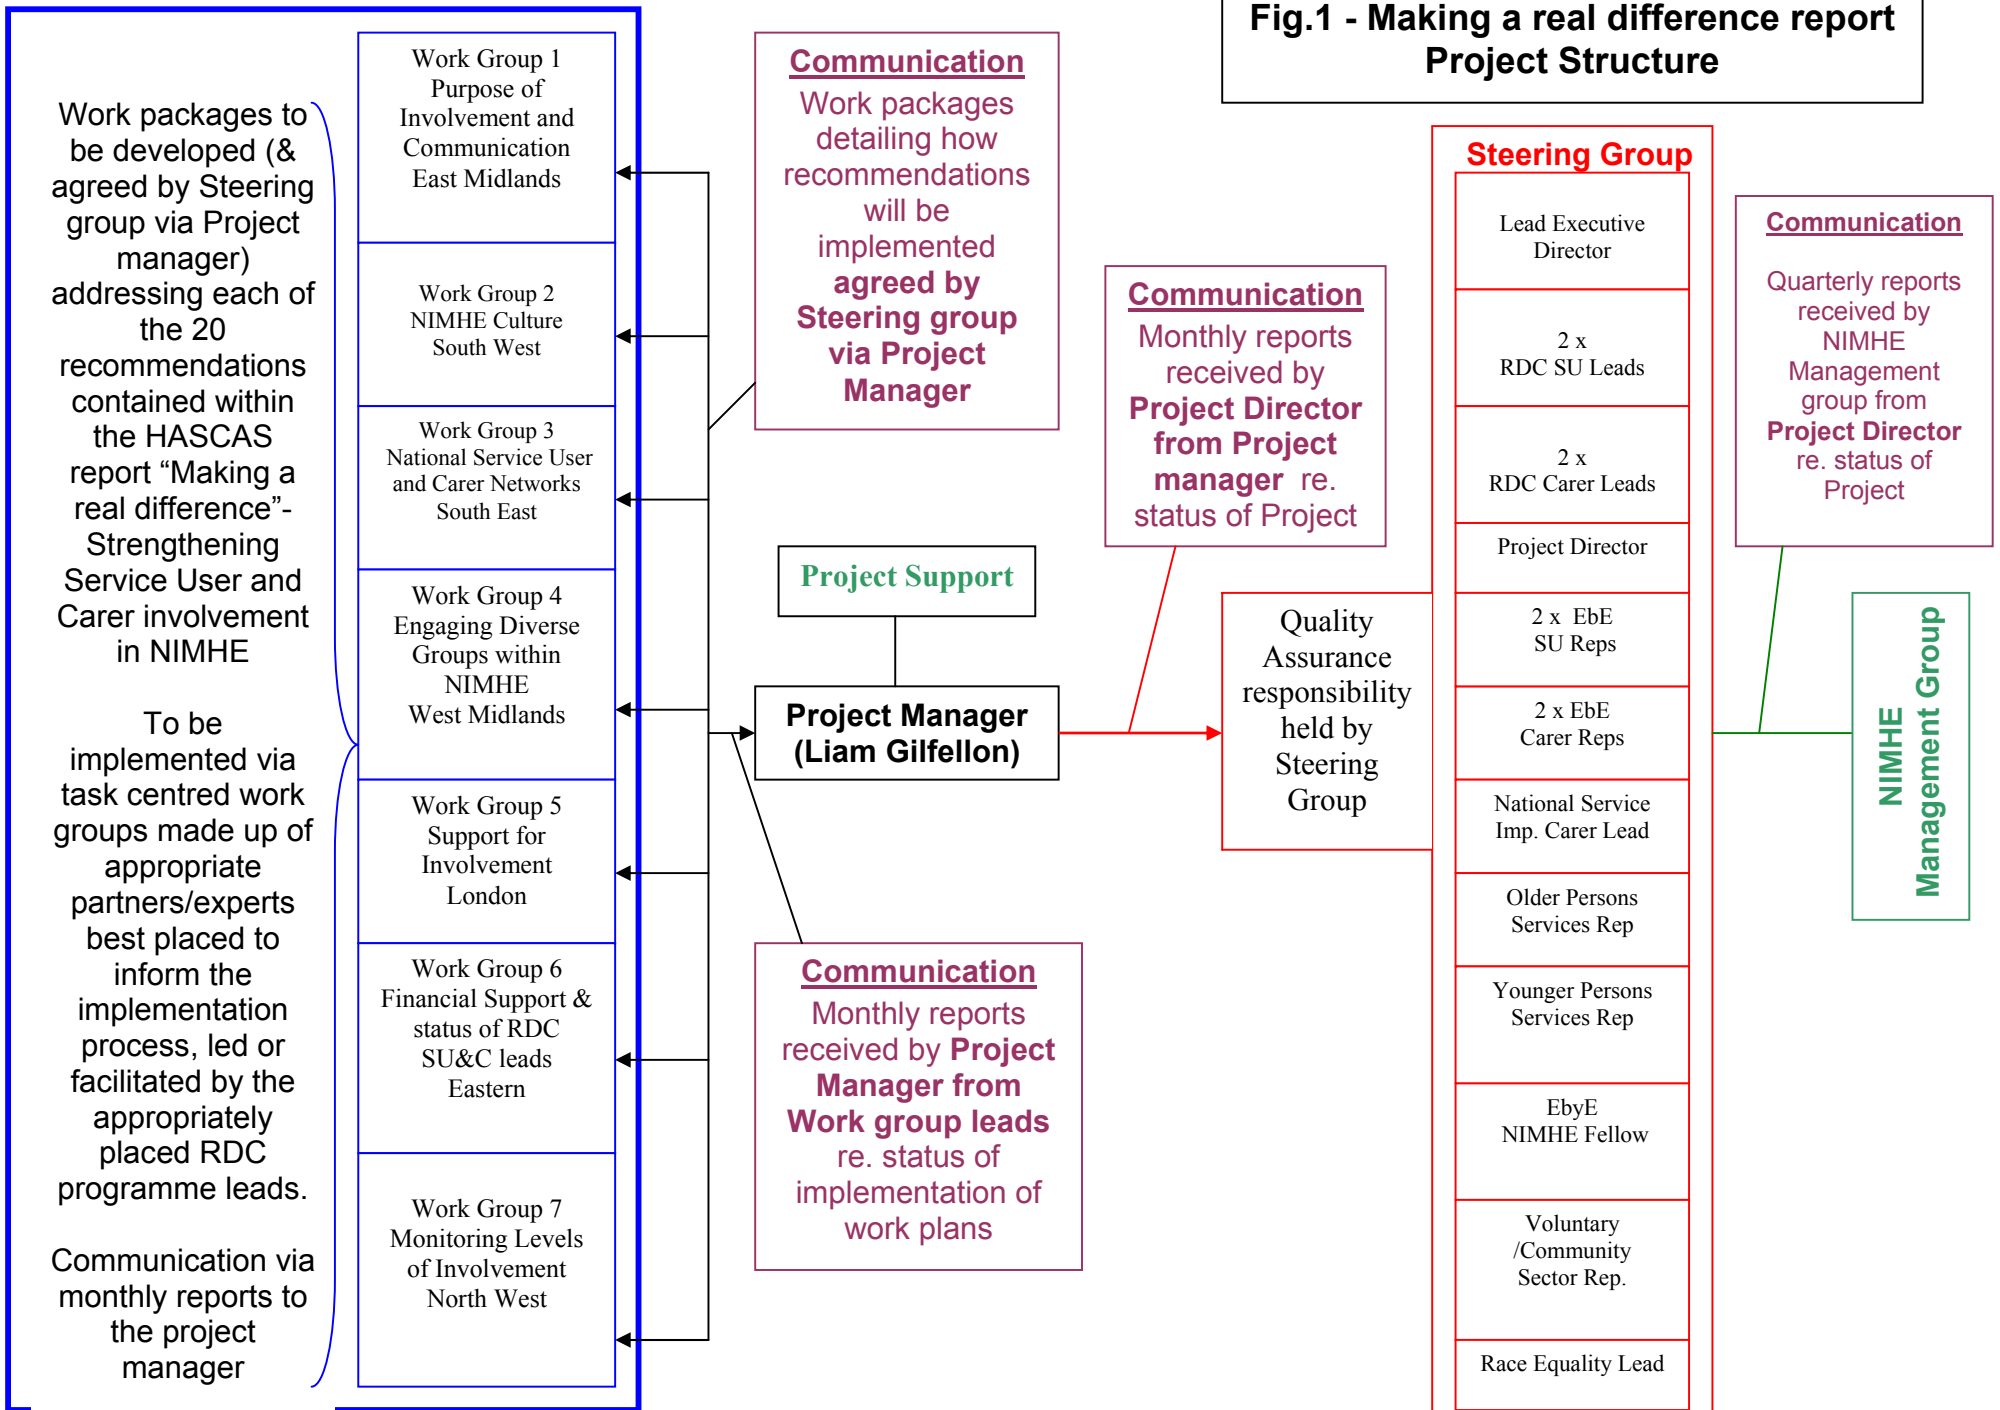 Fig.1 - Making a real difference report
Project Structure
Work packages to
be developed (&
agreed by Steering
group via Project
manager)
addressing each of
the 20
recommendations
contained within
the HASCAS
report “Making a
real difference”-
Strengthening
Service User and
Carer involvement
in NIMHE
To be
implemented via
task centred work
groups made up of
appropriate
partners/experts
best placed to
inform the
implementation
process, led or
facilitated by the
appropriately
placed RDC
programme leads.
Communication via
monthly reports to
the project
manager
Work Group 1
Purpose of
Involvement and
Communication
East Midlands
Work Group 2
NIMHE Culture
South West
Work Group 3
National Service User
and Carer Networks
South East
Work Group 4
Engaging Diverse
Groups within
NIMHE
West Midlands
Work Group 5
Support for
Involvement
London
Work Group 6
Financial Support &
status of RDC
SU&C leads
Eastern
Work Group 7
Monitoring Levels
of Involvement
North West
Communication
Work packages
detailing how
recommendations
will be
implemented
agreed by
Steering group
via Project
Manager
Project Support
Project Manager
(Liam Gilfellon)
Communication
Monthly reports
received by Project
Manager from
Work group leads
re. status of
implementation of
work plans
Communication
Monthly reports
received by
Project Director
from Project
manager re.
status of Project
Quality
Assurance
responsibility
held by
Steering
Group
Steering Group
Lead Executive
Director
2 x
RDC SU Leads
2 x
RDC Carer Leads
Project Director
2 x EbE
SU Reps
2 x EbE
Carer Reps
National Service
Imp. Carer Lead
Older Persons
Services Rep
Younger Persons
Services Rep
EbyE
NIMHE Fellow
Voluntary
/Community
Sector Rep.
Race Equality Lead
Communication
Quarterly reports
received by
NIMHE
Management
group from
Project Director
re. status of
Project
NIMHE
Management Group